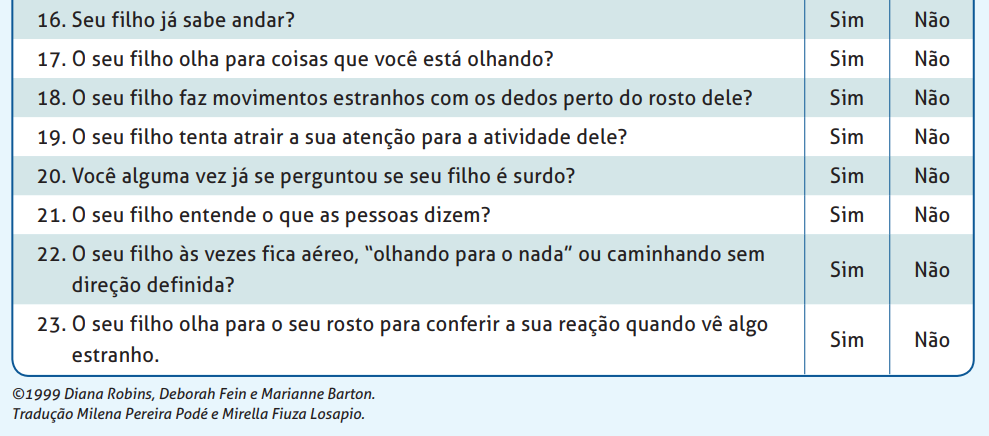 16. Seu filho já sabe andar? Sim Não
17. O seu filho olha para coisas que você está olhando? Sim Não
18. O seu filho faz movimentos estranhos com os dedos perto do rosto dele? Sim Não
19. O seu filho tenta atrair a sua atenção para a atividade dele? Sim Não
20. Você alguma vez já se perguntou se seu filho é surdo? Sim Não
21. O seu filho entende o que as pessoas dizem? Sim Não
22. O seu filho às vezes fica aéreo, “olhando para o nada” ou caminhando sem
direção definida? Sim Não
23. O seu filho olha para o seu rosto para conferir a sua reação quando vê algo
estranho. Sim Não
©1999 Diana Robins, Deborah Fein e Marianne Barton.
Tradução Milena Pereira Podé e Mirella Fiuza Losapio.